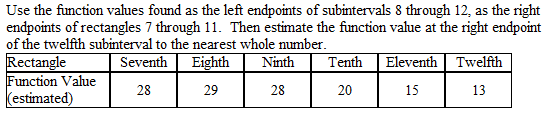 Use the function values found as the left endpoints of subintervals 8 through 12, as the right
endpoints of rectangles 7 through 11. Then estimate the function value at the right endpoint
of the twelfth subinterval to the nearest whole number.
Rectangle Seventh Eighth Ninth Tenth Eleventh Twelfth
Function Value
(estimated) 28 29 28 20 15 13